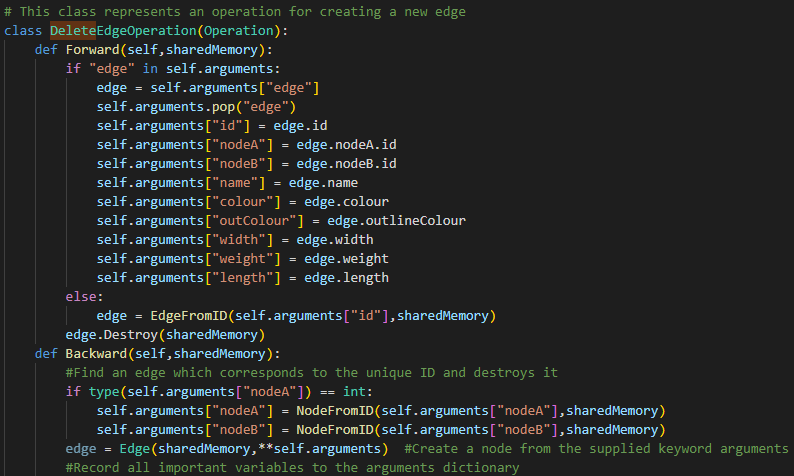 # This class represents an operation for creating a new edge
class DeleteEdgeOperation(Operation):
    def Forward(self,sharedMemory):
        if "edge" in self.arguments:
            edge = self.arguments["edge"]
            self.arguments.pop("edge")
            self.arguments["id"] = edge.id
            self.arguments["nodeA"] = edge.nodeA.id
            self.arguments["nodeB"] = edge.nodeB.id
            self.arguments["name"] = edge.name
            self.arguments["colour"] = edge.colour
            self.arguments["outColour"] = edge.outlineColour
            self.arguments["width"] = edge.width
            self.arguments["weight"] = edge.weight
            self.arguments["length"] = edge.length
        else:
            edge = EdgeFromID(self.arguments["id"],sharedMemory)
        edge.Destroy(sharedMemory)
    def Backward(self,sharedMemory):
        #Find an edge which corresponds to the unique ID and destroys it
        if type(self.arguments["nodeA"]) == int:
            self.arguments["nodeA"] = NodeFromID(self.arguments["nodeA"],sharedMemory)
            self.arguments["nodeB"] = NodeFromID(self.arguments["nodeB"],sharedMemory)
        edge = Edge(sharedMemory,**self.arguments)  #Create a node from the supplied keyword arguments
        #Record all important variables to the arguments dictionary